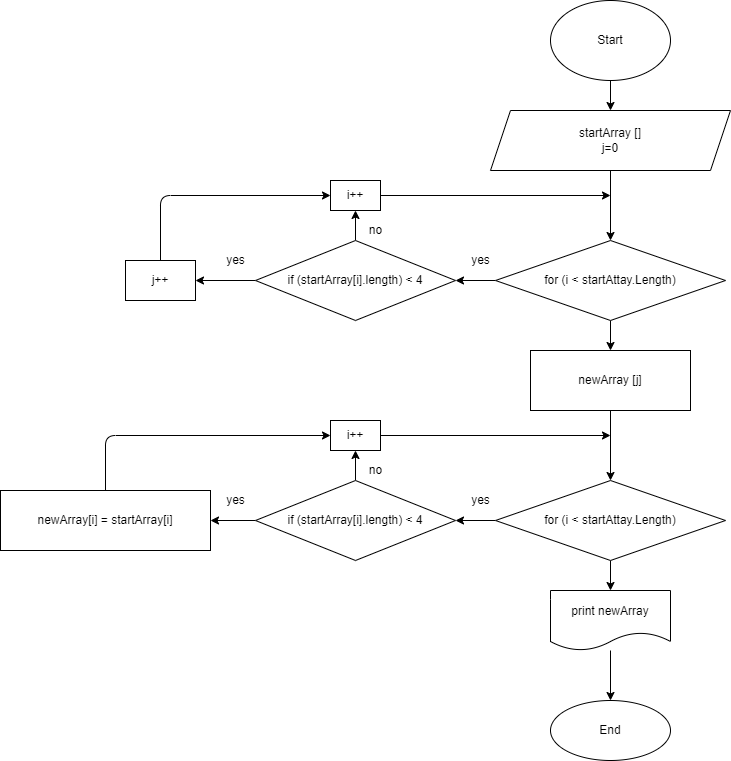 Start
startArray []
j=0
i++
no
yes
yes
j++
if (startArray[i].length) < 4
for (i < startAttay.Length)
newArray [j]
i++
no
yes
yes
newArray[i] = startArray[i]
if (startArray[i].length) < 4
for (i < startAttay.Length)
print newArray
End